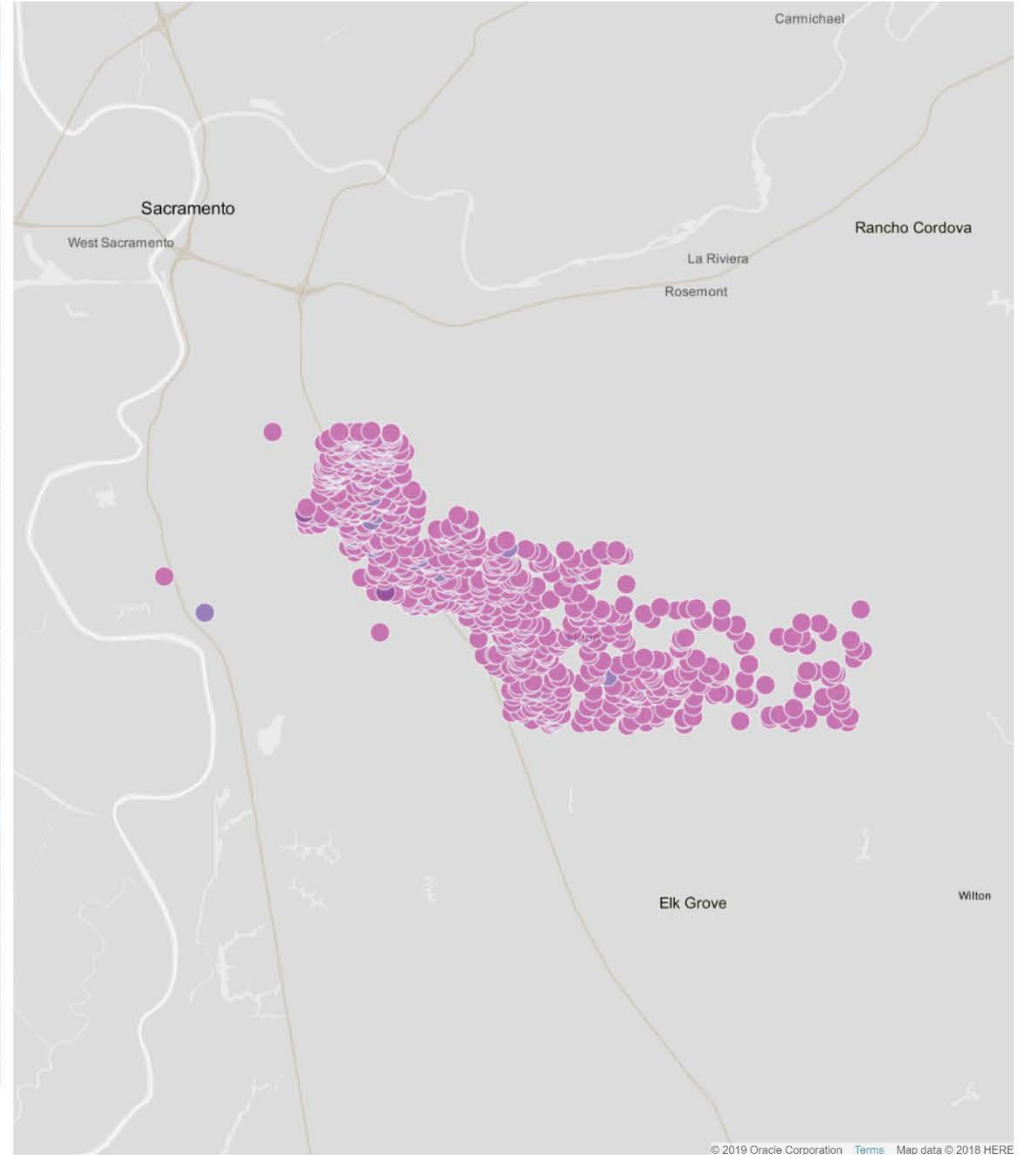 Carmichael
Sacramento
Rancho Cordova
West Sacramento
La Riviera
Rosemont
Elk Grove
Wilton
© 2019 Oracle Corporation Terms Map data © 2018 HERE